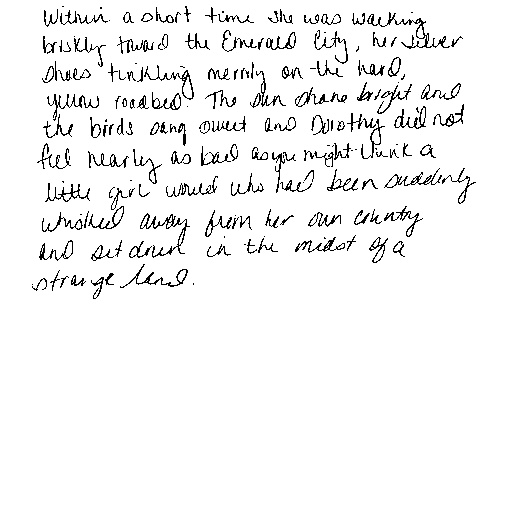 Within a short time she was walking
briskly toward the Emerald City, her silver
shoes tinkling merrily on the hard,
yellow roadbed. The sun shone bright and
the birds sang sweet and Dorothy did not
feel nearly as bad as you might think a
little girl would who had been suddenly
whisked away from her own country
and set down in the midst of a
strange land.